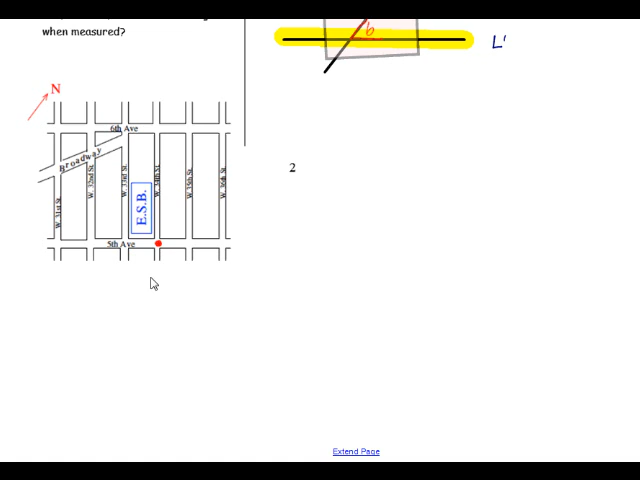 when measured?
b
L'
N
6th Ave
Broadway
W. 31st St.
W. 32nd St.
W. 33rd St.
E.S.B.
W. 34th St.
W. 35th St.
W. 36th St.
5th Ave
2
Extend Page